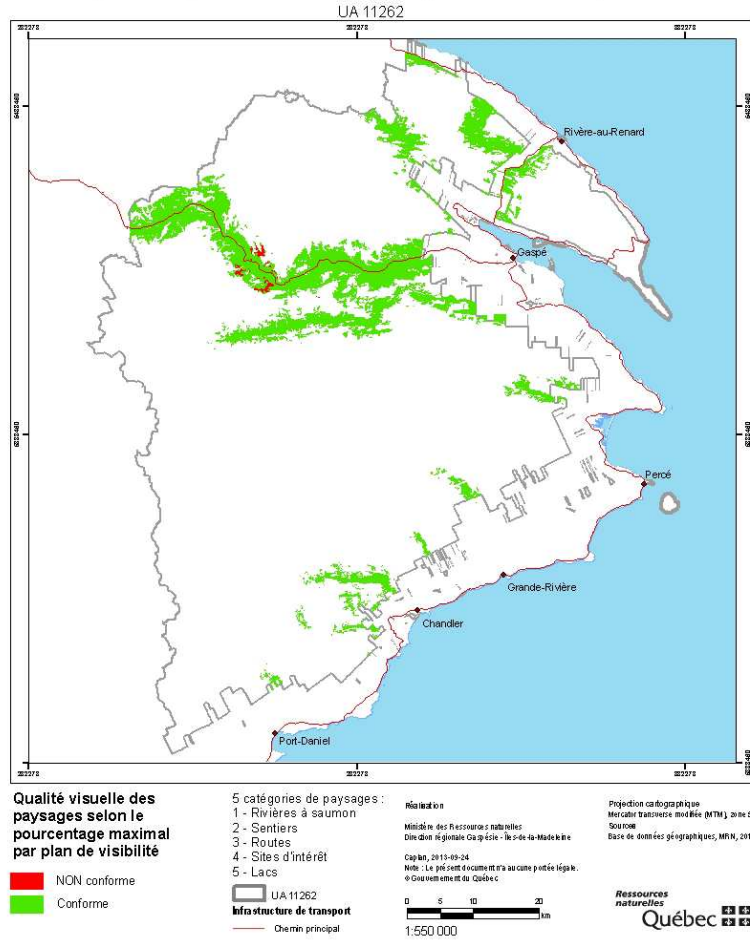 UA 11262
Rivère-au-Renard
Gaspé
Percé
Grande-Rivière
Chandler
Port-Daniel
Qualité visuelle des
paysages selon le
pourcentage maximal
par plan de visibilité
NON conforme
Conforme
5 catégories de paysages :
1 - Rivières à saumon
2 - Sentiers
3 - Routes
4 - Sites d'intérêt
5 - Lacs
UA 11262
Infrastructure de transport
Chemin principal
Réalisation
Ministère des Ressources naturelles
Direction régionale Gaspésie - Îles-de-la-Madeleine
Caplan, 2013-09-24
Note : Le présent document n'a aucune portée légale.
© Gouvernement du Québec
0 5 10 20
km
1:550 000
Projection cartographique
Mercator transverse modifiée (MTM), zone
Sources
Base de données géographiques, MRN,
Ressources
naturelles
Québec